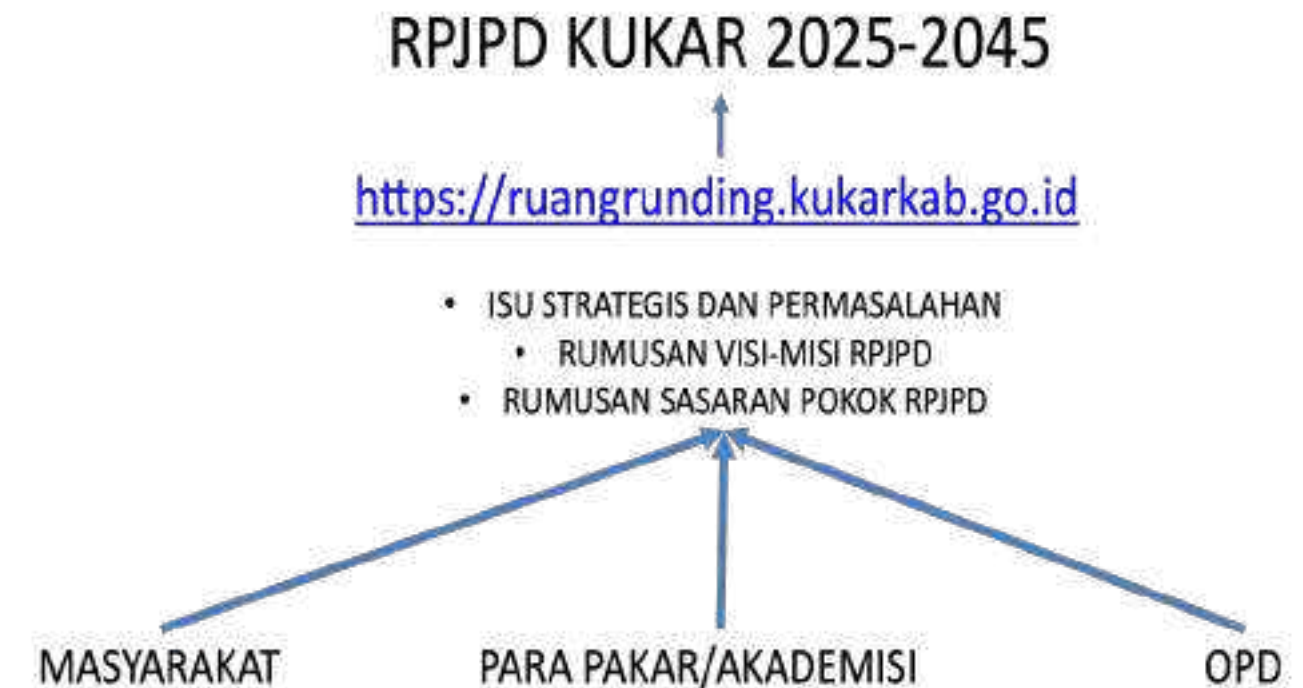 RPJPD KUKAR 2025-2045
https://ruangrunding.kukarkab.go.id
• ISU STRATEGIS DAN PERMASALAHAN
• RUMUSAN VISI-MISI RPJPD
• RUMUSAN SASARAN POKOK RPJPD
MASYARAKAT PARA PAKAR/AKADEMISI OPD